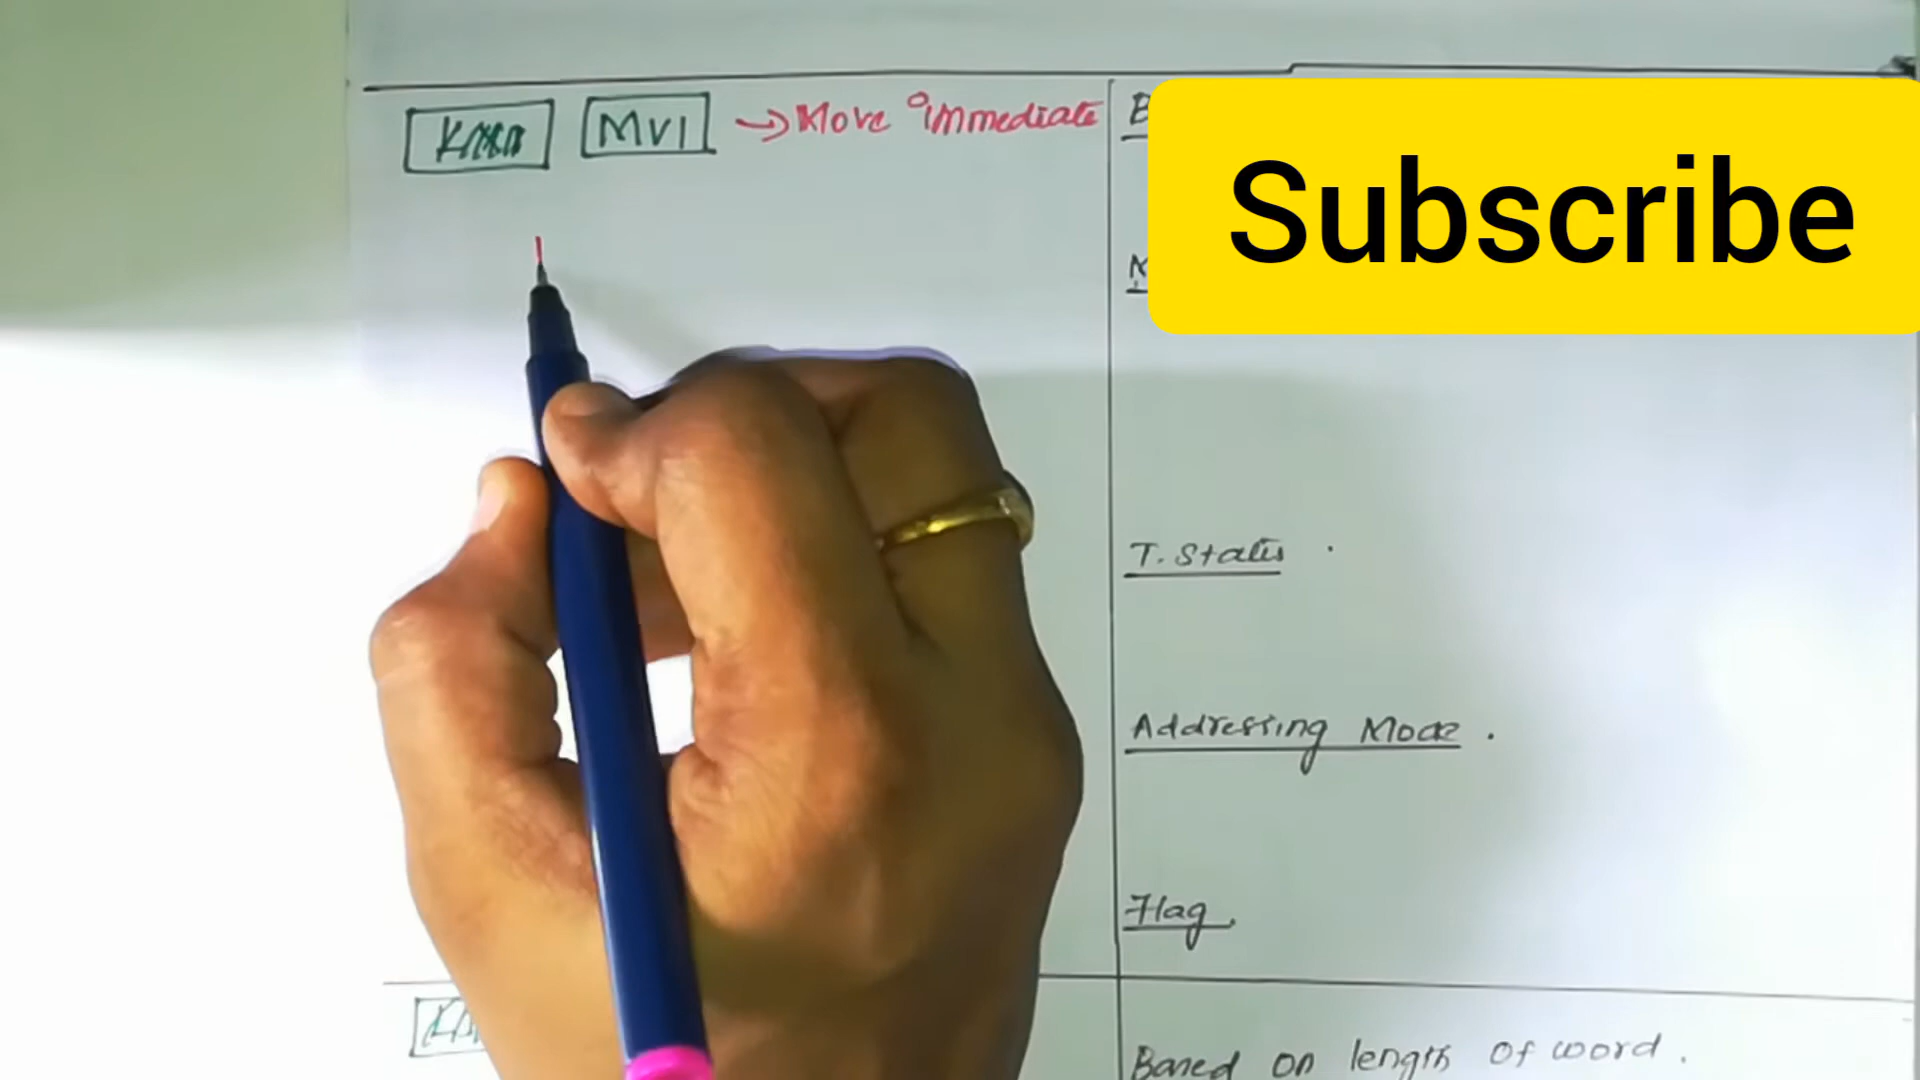 MVI → Move immediate
Subscribe
T. States .
Addressing Mode .
Flag .
Based on length of word .